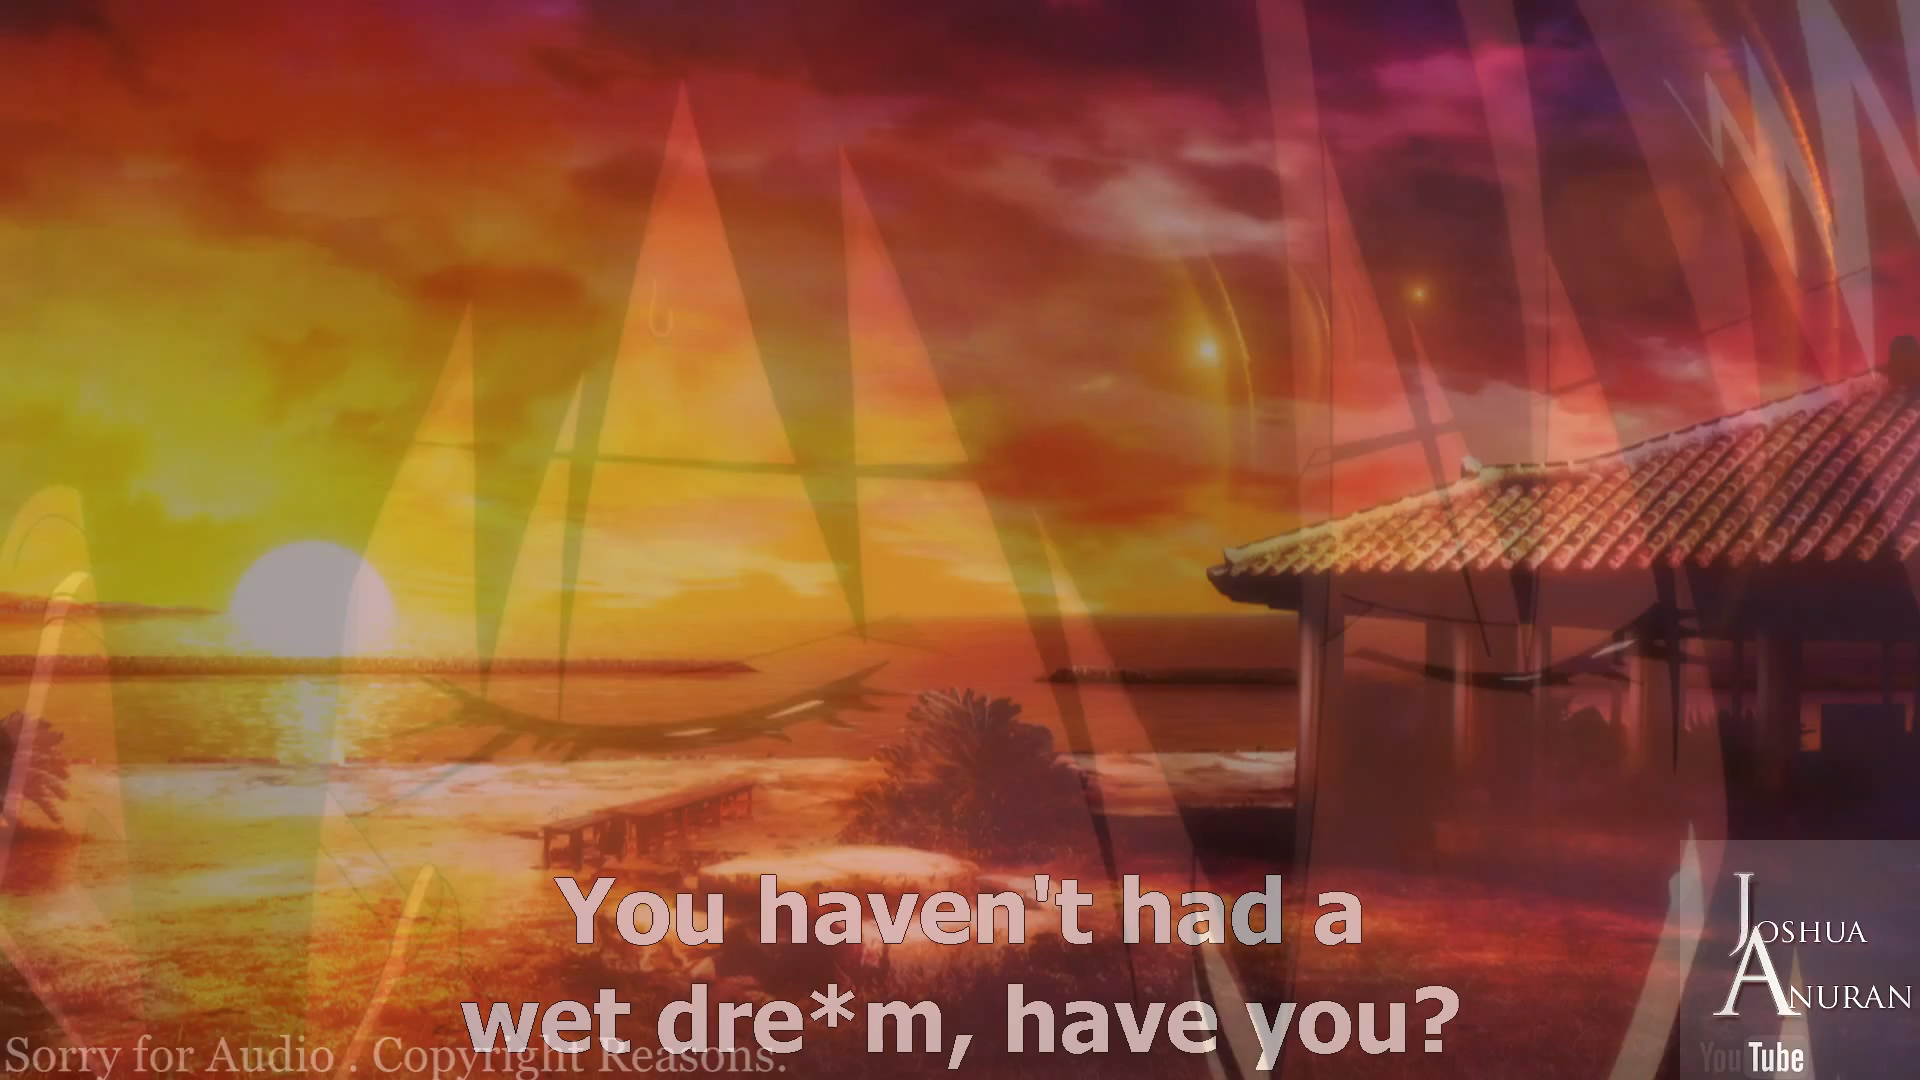 You haven't had a
wet dre*m, have you?
Sorry for Audio . Copyright Reasons.
JOSHUA
ANURAN
YouTube